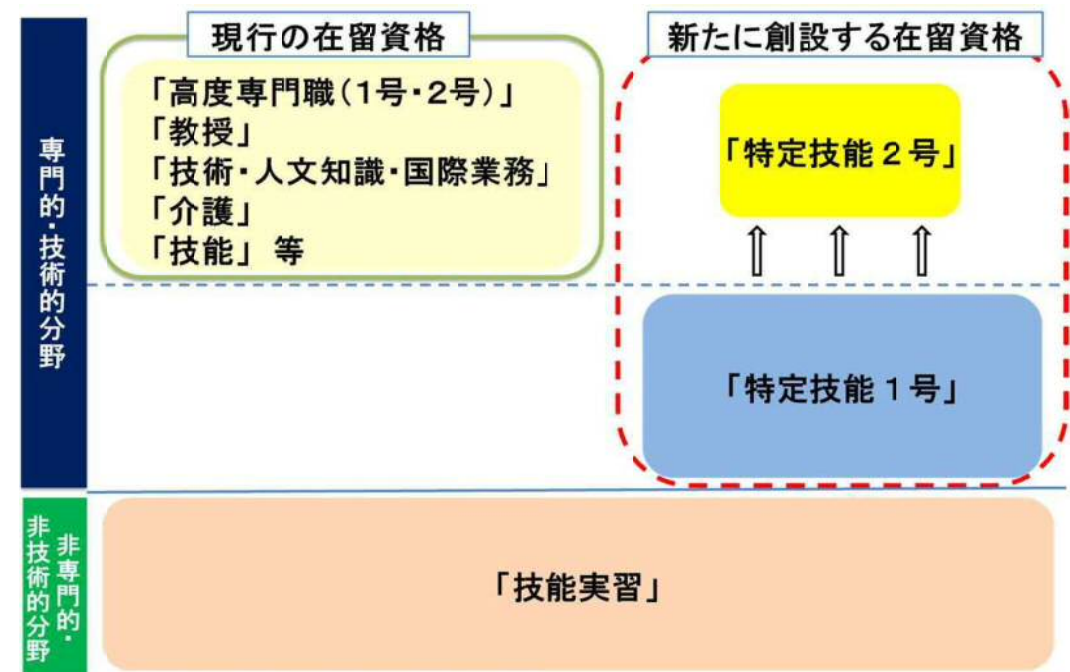 現行の在留資格
「高度専門職(1号・2号)」
「教授」
「技術・人文知識・国際業務」
「介護」
「技能」 等
新たに創設する在留資格
「特定技能2号」
⇧ ⇧ ⇧
「特定技能1号」
専門的・技術的分野
非専門的・
非技術的分野
「技能実習」